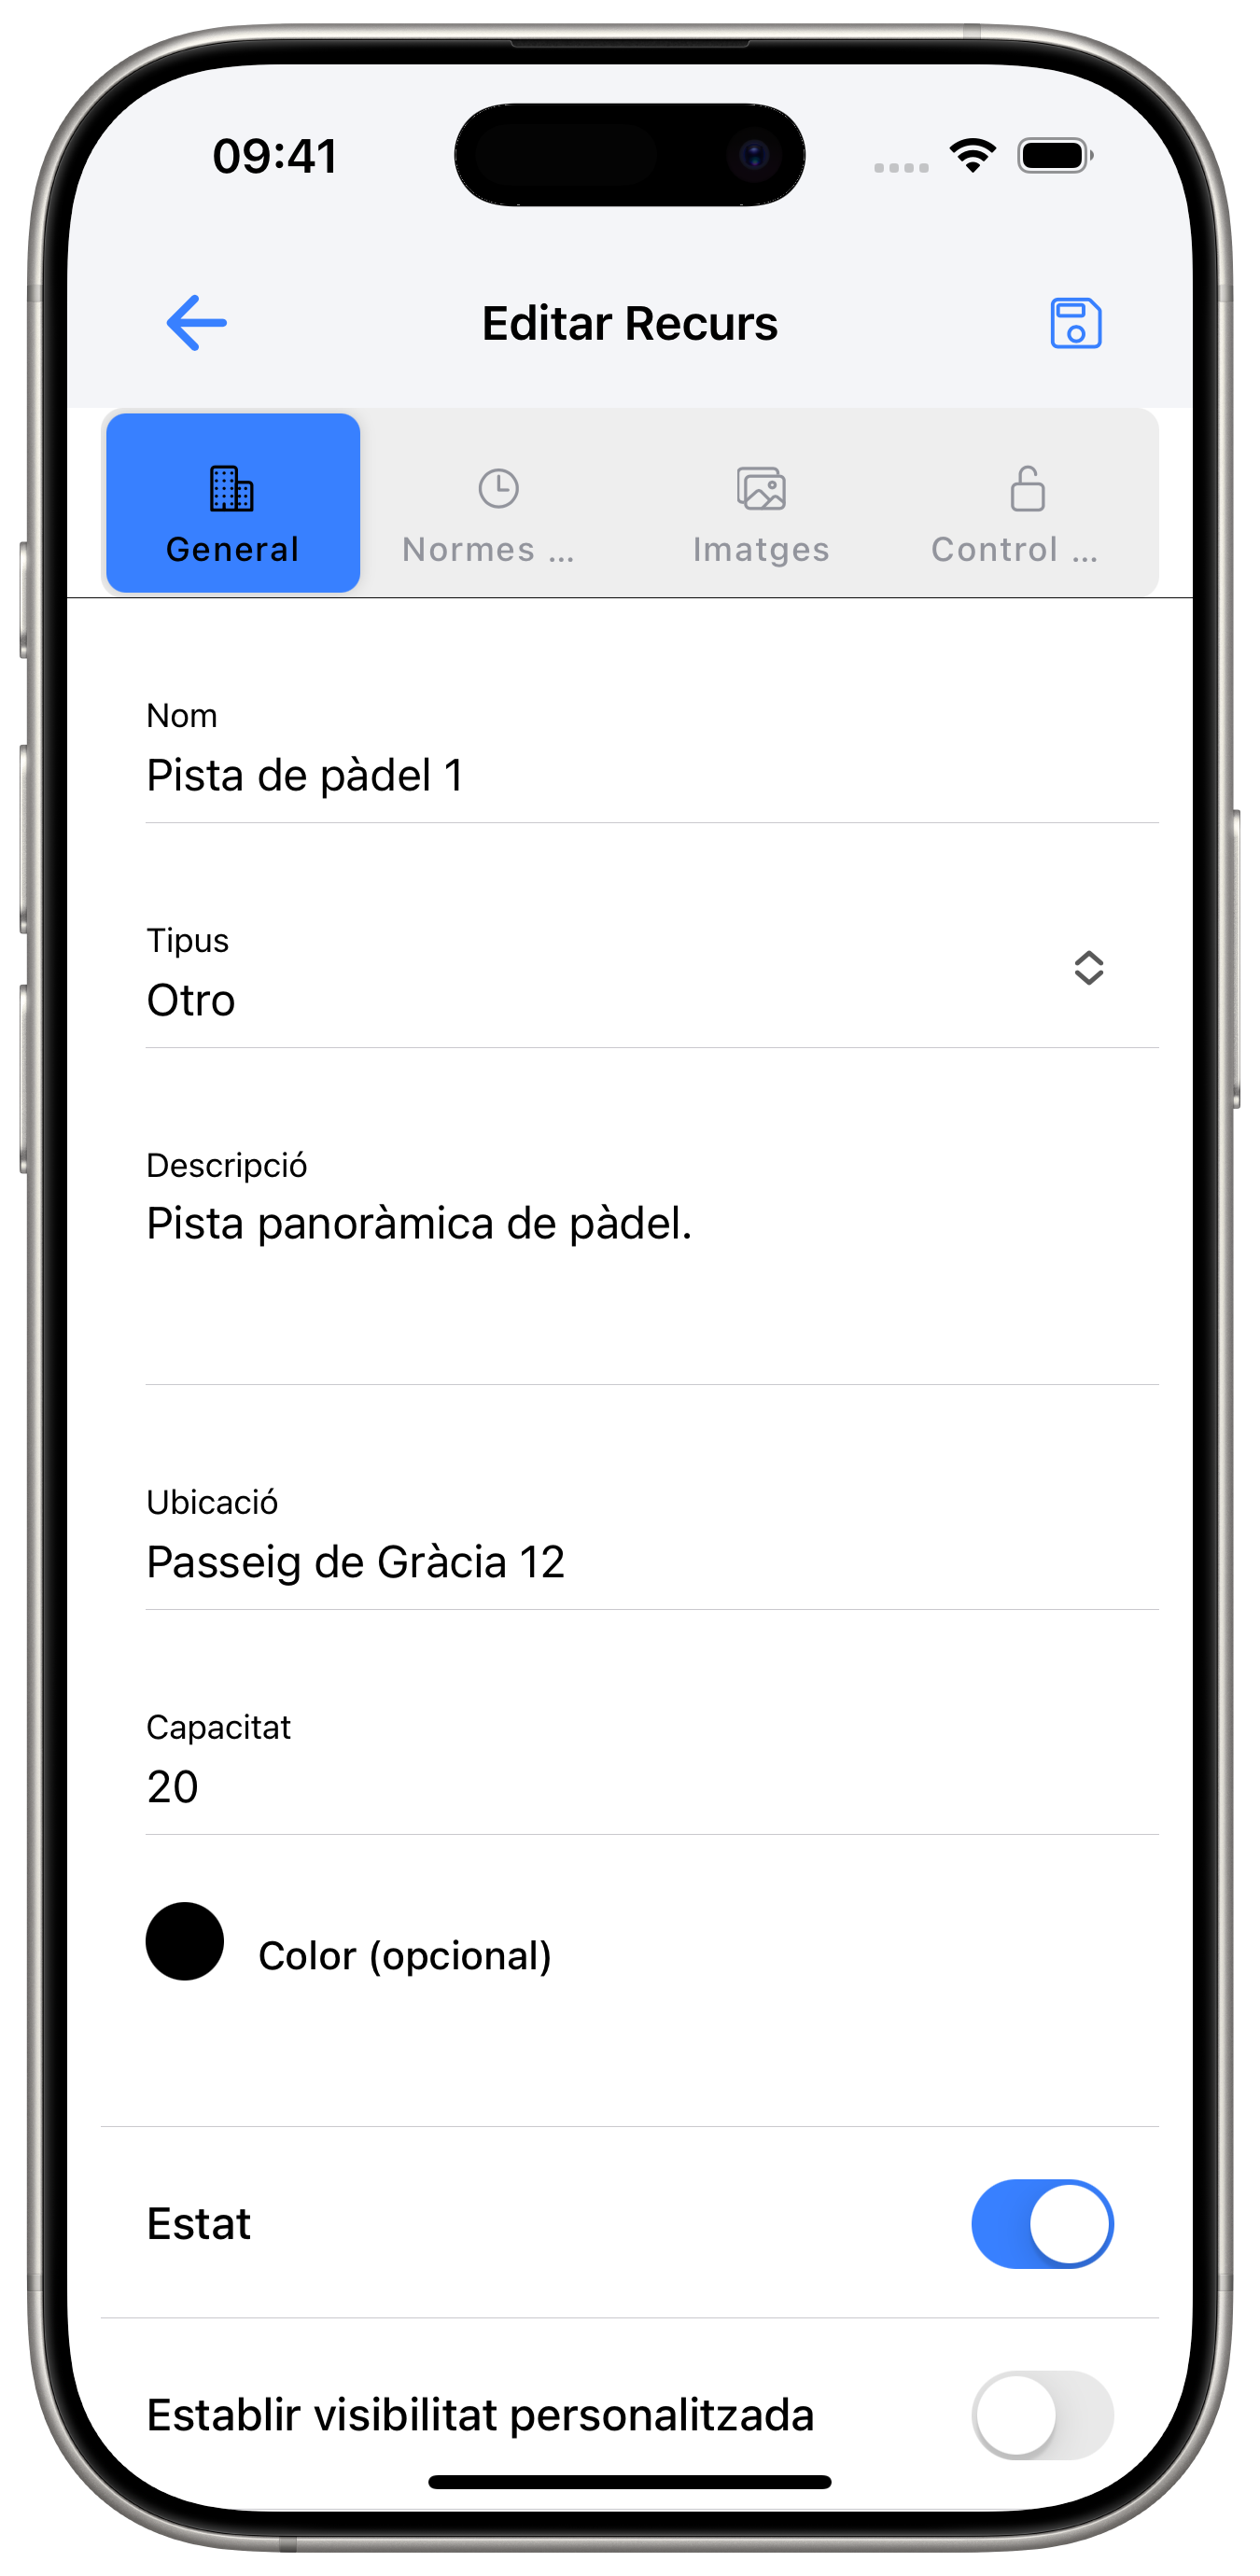 09:41
Editar Recurs
General
Normes ...
Imatges
Control ...
Nom
Pista de pàdel 1
Tipus
Otro
Descripció
Pista panoràmica de pàdel.
Ubicació
Passeig de Gràcia 12
Capacitat
20
Color (opcional)
Estat
Establir visibilitat personalitzada